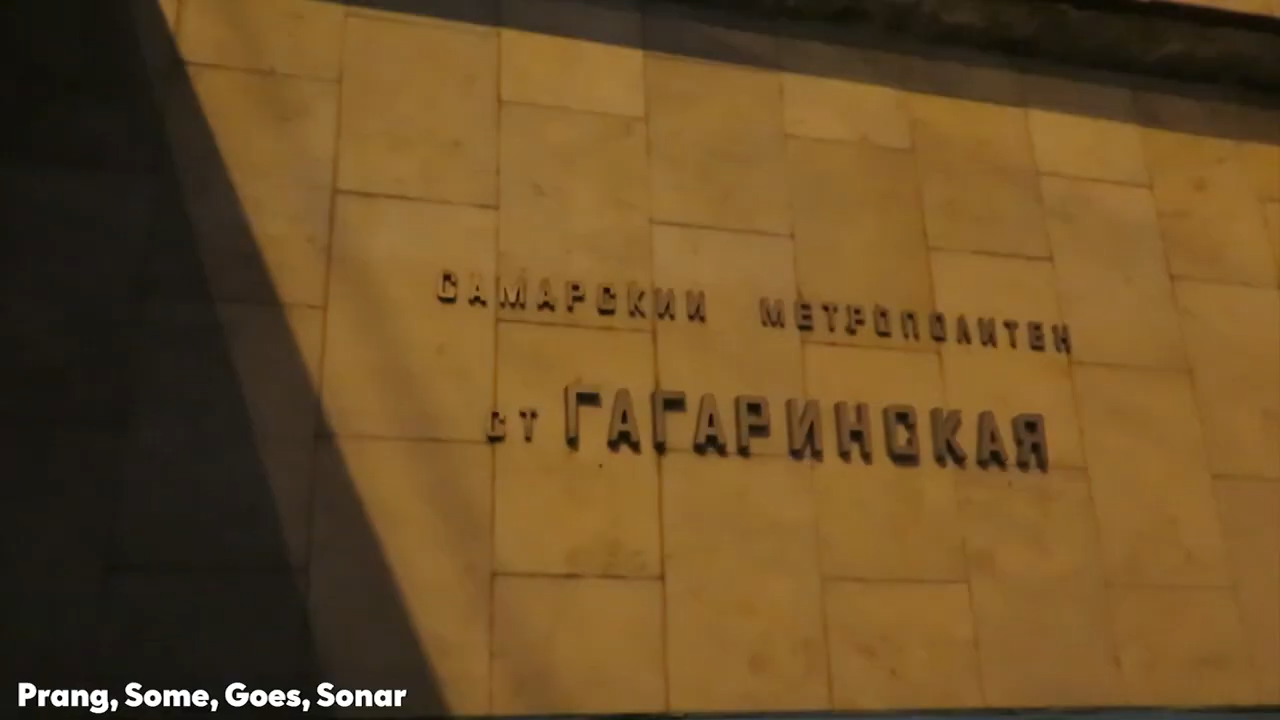 САМАРСКИЙ МЕТРОПОЛИТЕН
СТ ГАГАРИНСКАЯ
Prang, Some, Goes, Sonar